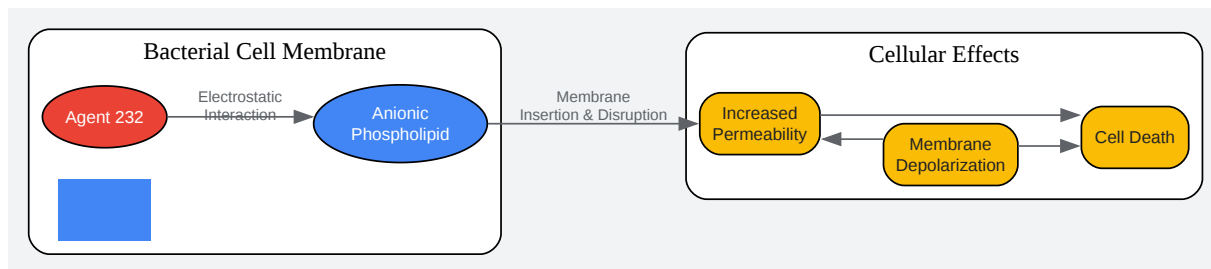 Bacterial Cell Membrane
Agent 232
Electrostatic
Interaction
Anionic
Phospholipid
Membrane
Insertion & Disruption
Cellular Effects
Increased
Permeability
Membrane
Depolarization
Cell Death